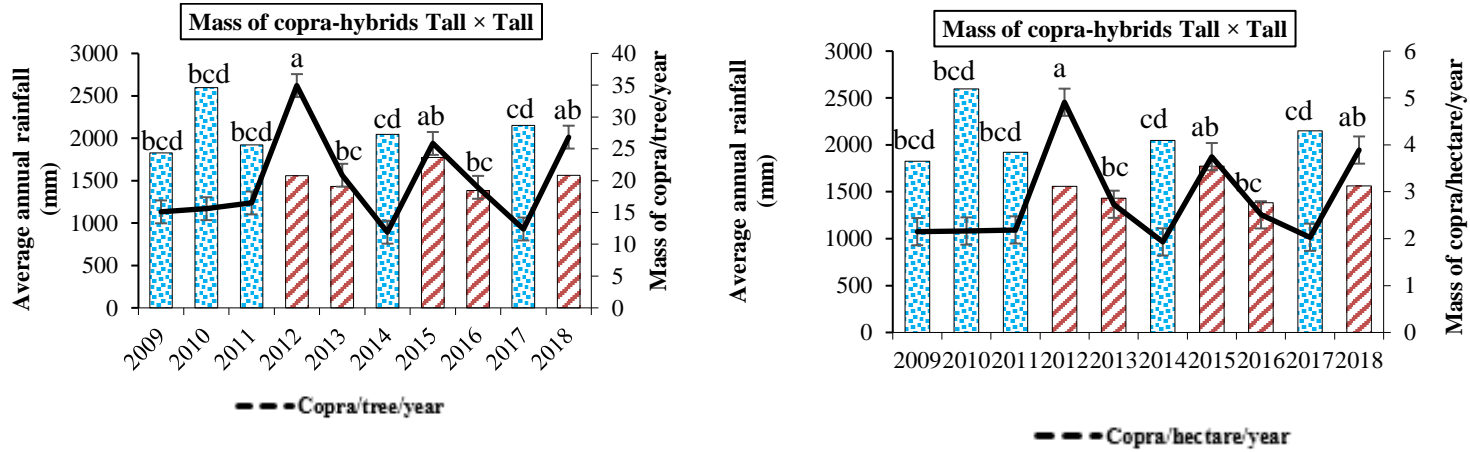 Mass of copra-hybrids Tall × Tall
Average annual rainfall
(mm)
3000
2500
2000
1500
1000
500
0
bcd
bcd
bcd
a
bc
cd
ab
bc
cd
ab
40
35
30
25
20
15
10
5
0
Mass of copra/tree/year
2009
2010
2011
2012
2013
2014
2015
2016
2017
2018
Copra/tree/year
Mass of copra-hybrids Tall × Tall
Average annual rainfall
(mm)
3000
2500
2000
1500
1000
500
0
bcd
bcd
bcd
a
bc
cd
ab
bc
cd
ab
6
5
4
3
2
1
0
Mass of copra/hectare/year
2009 2010 2011 2012 2013 2014 2015 2016 2017 2018
Copra/hectare/year